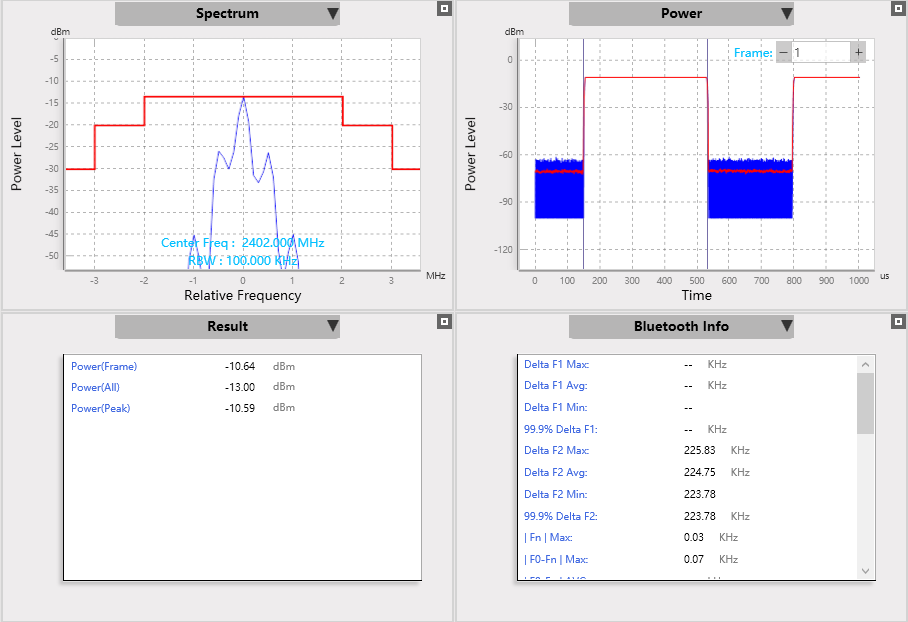 Spectrum
dBm
0
-5
-10
-15
-20
-25
-30
-35
-40
-45
-50
Power Level
Center Freq : 2402.000 MHz
RBW : 100.000 KHz
-3 -2 -1 0 1 2 3
MHz
Relative Frequency
Power
dBm
Frame: − 1 +
0
-30
-60
-90
-120
Power Level
0 100 200 300 400 500 600 700 800 900 1000
us
Time
Result
Power(Frame) -10.64 dBm
Power(All) -13.00 dBm
Power(Peak) -10.59 dBm
Bluetooth Info
Delta F1 Max: -- KHz
Delta F1 Avg: -- KHz
Delta F1 Min: --
99.9% Delta F1: -- KHz
Delta F2 Max: 225.83 KHz
Delta F2 Avg: 224.75 KHz
Delta F2 Min: 223.78
99.9% Delta F2: 223.78 KHz
| Fn | Max: 0.03 KHz
| F0-Fn | Max: 0.07 KHz